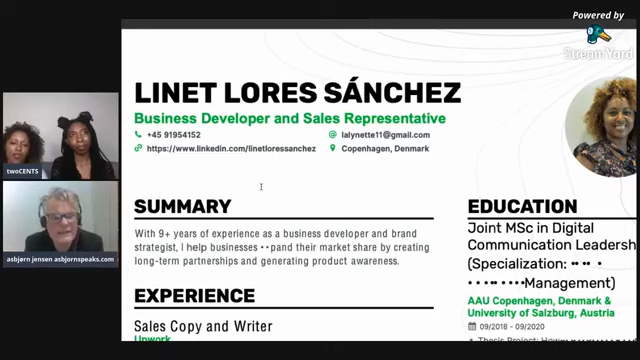 Powered by
StreamYard
LINET LORES SÁNCHEZ
Business Developer and Sales Representative
+45 91954152
lalynette11@gmail.com
https://www.linkedin.com/linetloressanchez
Copenhagen, Denmark
twoCENTS
asbjørn jensen asbjornspeaks.com
SUMMARY
With 9+ years of experience as a business developer and brand
strategist, I help businesses pand their market share by creating
long-term partnerships and generating product awareness.
EXPERIENCE
Sales Copy and Writer
Upwork
EDUCATION
Joint MSc in Digital
Communication Leadersh
(Specialization:
Management)
AAU Copenhagen, Denmark &
University of Salzburg, Austria
09/2018 - 09/2020
Thesis Project: